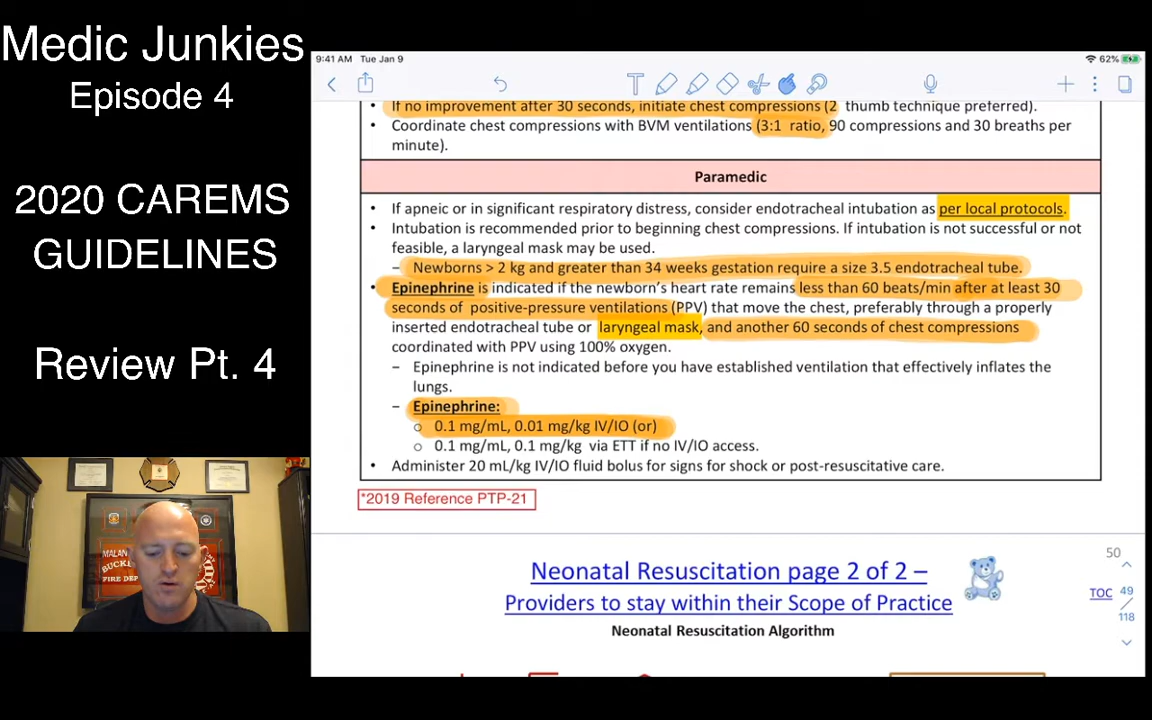 Medic Junkies
Episode 4
2020 CAREMS
GUIDELINES
Review Pt. 4
9:41 AM Tue Jan 9
62%
• If no improvement after 30 seconds, initiate chest compressions (2 thumb technique preferred).
• Coordinate chest compressions with BVM ventilations (3:1 ratio, 90 compressions and 30 breaths per
minute).
Paramedic
• If apneic or in significant respiratory distress, consider endotracheal intubation as per local protocols.
• Intubation is recommended prior to beginning chest compressions. If intubation is not successful or not
feasible, a laryngeal mask may be used.
– Newborns > 2 kg and greater than 34 weeks gestation require a size 3.5 endotracheal tube.
• Epinephrine is indicated if the newborn's heart rate remains less than 60 beats/min after at least 30
seconds of positive-pressure ventilations (PPV) that move the chest, preferably through a properly
inserted endotracheal tube or laryngeal mask, and another 60 seconds of chest compressions
coordinated with PPV using 100% oxygen.
– Epinephrine is not indicated before you have established ventilation that effectively inflates the
lungs.
– Epinephrine:
o 0.1 mg/mL, 0.01 mg/kg IV/IO (or)
o 0.1 mg/mL, 0.1 mg/kg via ETT if no IV/IO access.
• Administer 20 mL/kg IV/IO fluid bolus for signs for shock or post-resuscitative care.
*2019 Reference PTP-21
50
Neonatal Resuscitation page 2 of 2 –
Providers to stay within their Scope of Practice
Neonatal Resuscitation Algorithm
TOC
49
/
118
MALAN
BUCK
FIRE DEP